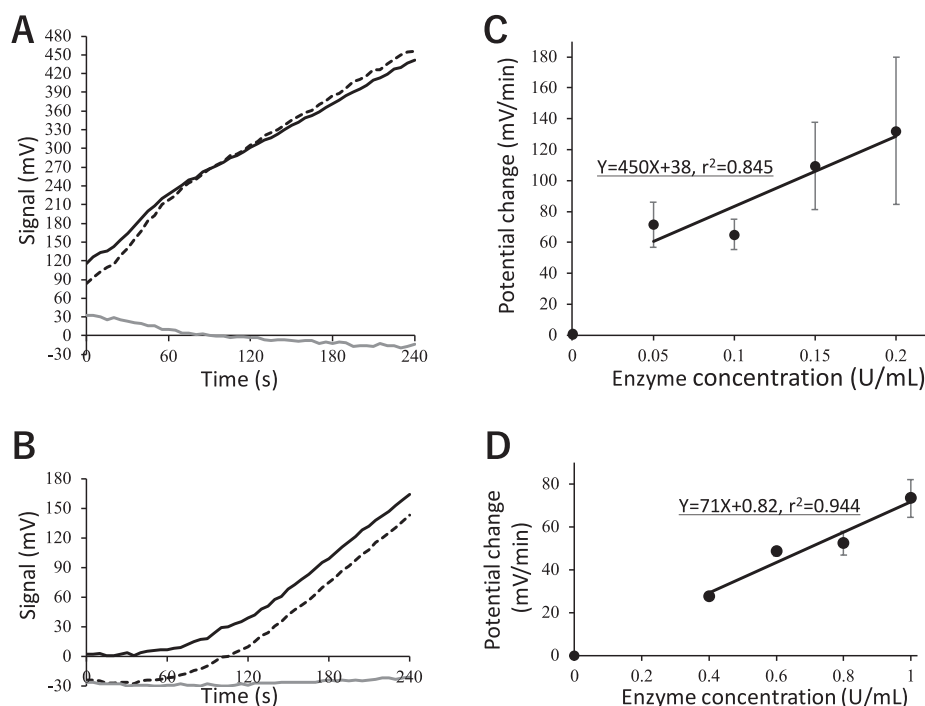 A
480
450
420
390
360
330
300
270
240
210
180
150
120
90
60
30
0
-30
Signal (mV)
0 60 120 180 240
Time (s)
C
180
160
140
120
100
80
60
40
20
0
Potential change (mV/min)
Y=450X+38, r²=0.845
0 0.05 0.1 0.15 0.2
Enzyme concentration (U/mL)
B
180
150
120
90
60
30
0
-30
Signal (mV)
0 60 120 180 240
Time (s)
D
80
60
40
20
0
Potential change
(mV/min)
Y=71X+0.82, r²=0.944
0 0.2 0.4 0.6 0.8 1
Enzyme concentration (U/mL)